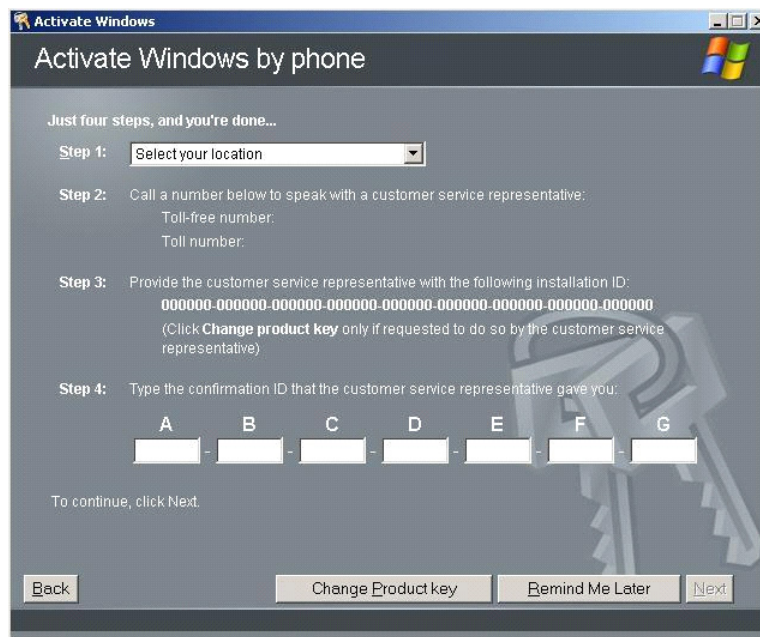 Activate Windows
Activate Windows by phone
Just four steps, and you're done...
Step 1: Select your location
Step 2: Call a number below to speak with a customer service representative:
Toll-free number:
Toll number:
Step 3: Provide the customer service representative with the following installation ID:
000000-000000-000000-000000-000000-000000-000000-000000-000000
(Click Change product key only if requested to do so by the customer service
representative)
Step 4: Type the confirmation ID that the customer service representative gave you:
A B C D E F G
- - - - - -
To continue, click Next.
Back Change Product key Remind Me Later Next